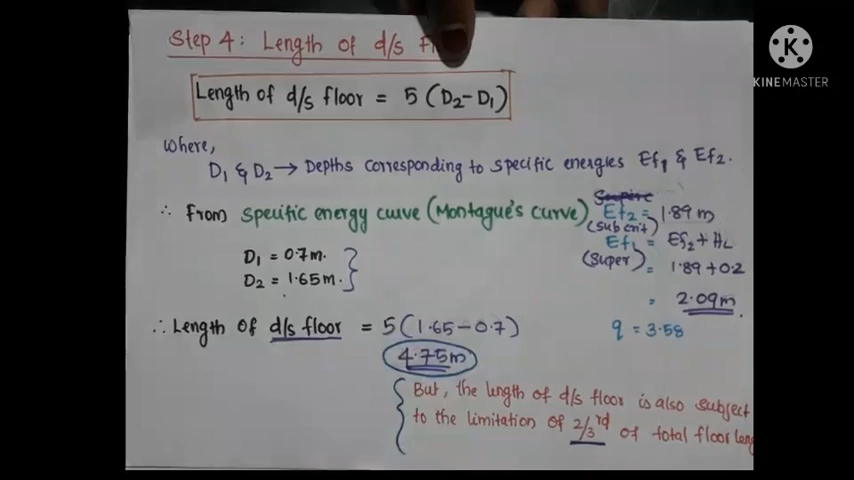 Step 4: Length of d/s Fl
K
KINEMASTER
Length of d/s floor = 5 (D2-D1)
where,
D1 & D2 → Depths corresponding to specific energies Ef1 & Ef2.
∴ From specific energy curve (Montague's curve)
Ef2 = 1.89 m
(subcrit)
Ef1 = Ef2 + HL
(super) = 1.89+0.2
= 2.09m.
q = 3.58
D1 = 0.7m.
D2 = 1.65m.
∴ Length of d/s floor = 5(1.65-0.7)
4.75m
But, the length of d/s floor is also subject
to the limitation of 2/3rd of total floor leng